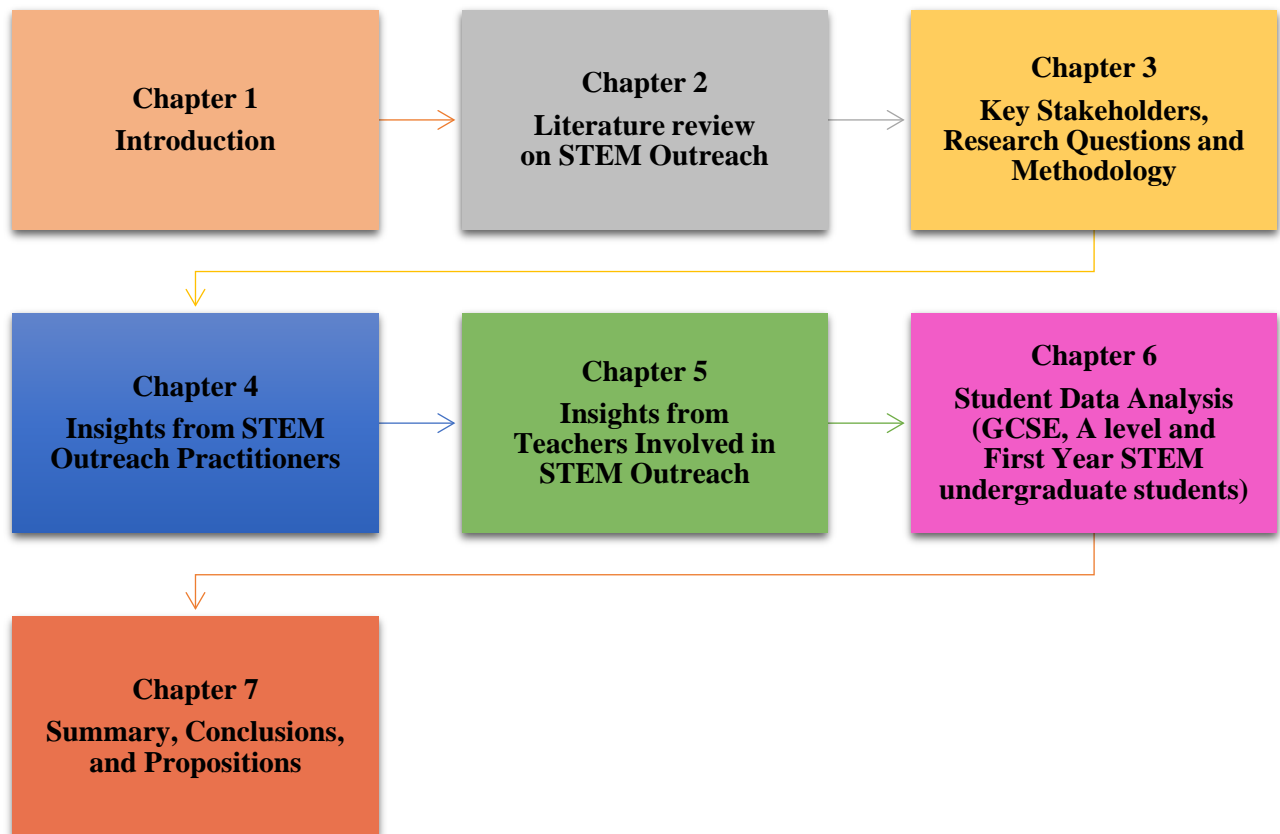 Chapter 1
Introduction
Chapter 2
Literature review
on STEM Outreach
Chapter 3
Key Stakeholders,
Research Questions and
Methodology
Chapter 4
Insights from STEM
Outreach Practitioners
Chapter 5
Insights from
Teachers Involved in
STEM Outreach
Chapter 6
Student Data Analysis
(GCSE, A level and
First Year STEM
undergraduate students)
Chapter 7
Summary, Conclusions,
and Propositions